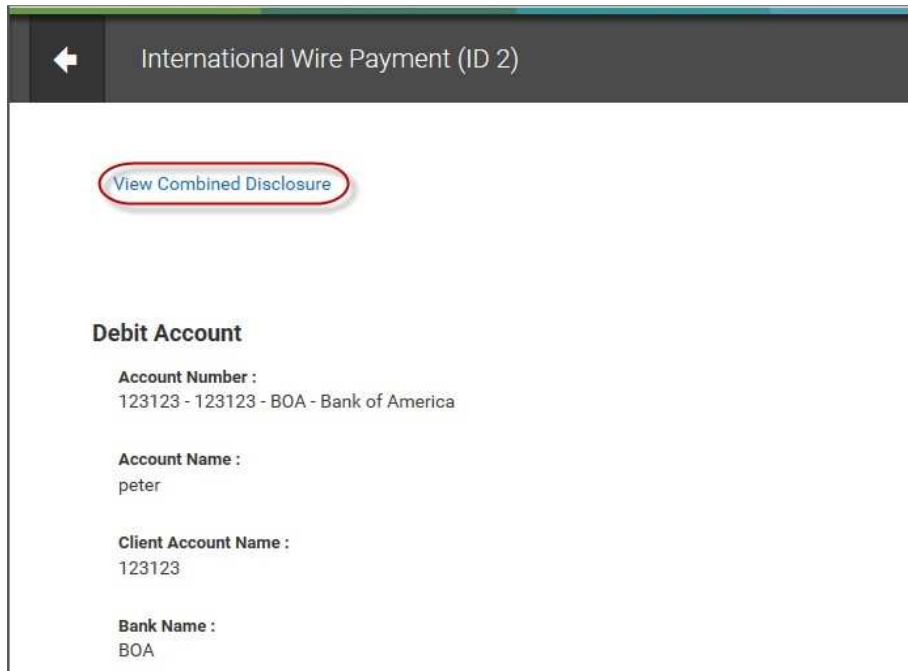 International Wire Payment (ID 2)
View Combined Disclosure
Debit Account
Account Number :
123123 - 123123 - BOA - Bank of America
Account Name :
peter
Client Account Name :
123123
Bank Name :
BOA